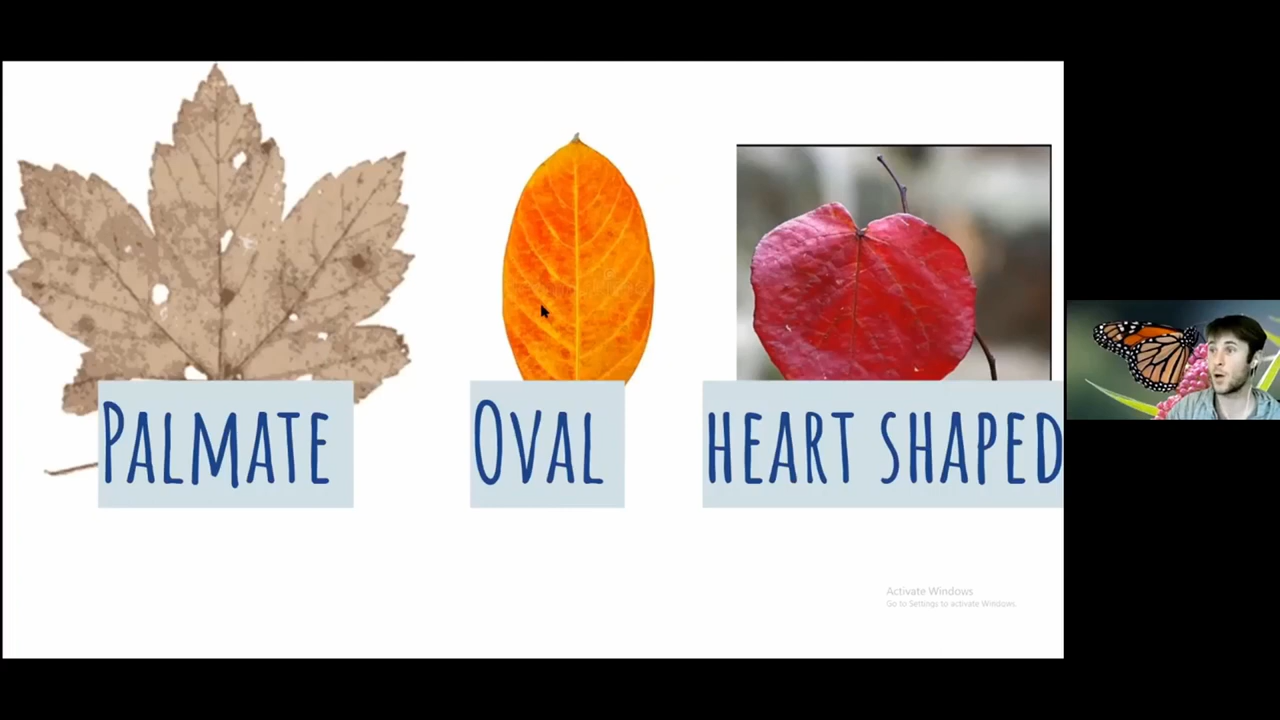 PALMATE
OVAL
HEART SHAPED
Activate Windows
Go to Settings to activate Windows.